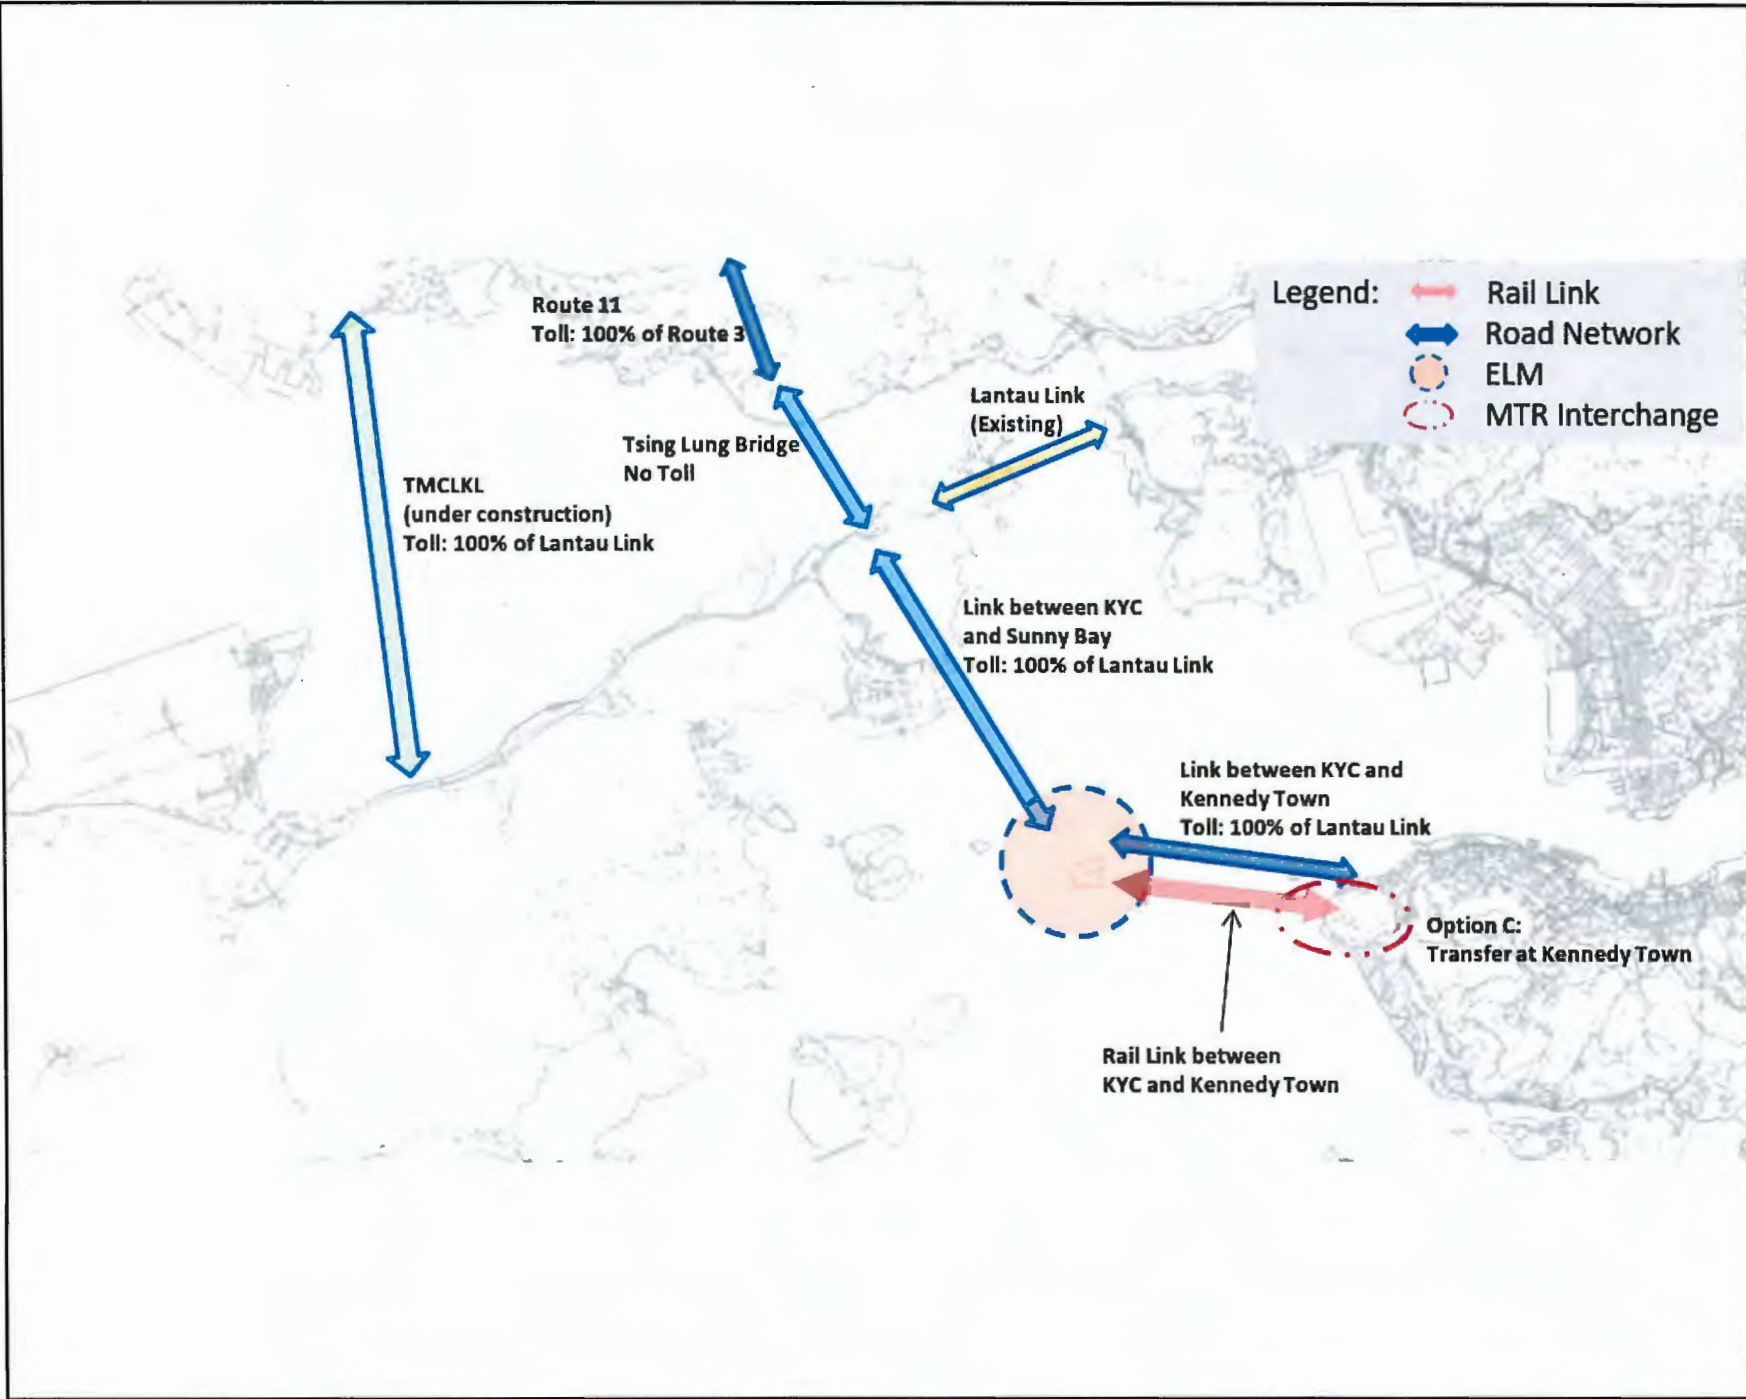 Legend:
Rail Link
Road Network
ELM
MTR Interchange
Route 11
Toll: 100% of Route 3
Lantau Link
(Existing)
Tsing Lung Bridge
No Toll
TMCLKL
(under construction)
Toll: 100% of Lantau Link
Link between KYC
and Sunny Bay
Toll: 100% of Lantau Link
Link between KYC and
Kennedy Town
Toll: 100% of Lantau Link
Option C:
Transfer at Kennedy Town
Rail Link between
KYC and Kennedy Town